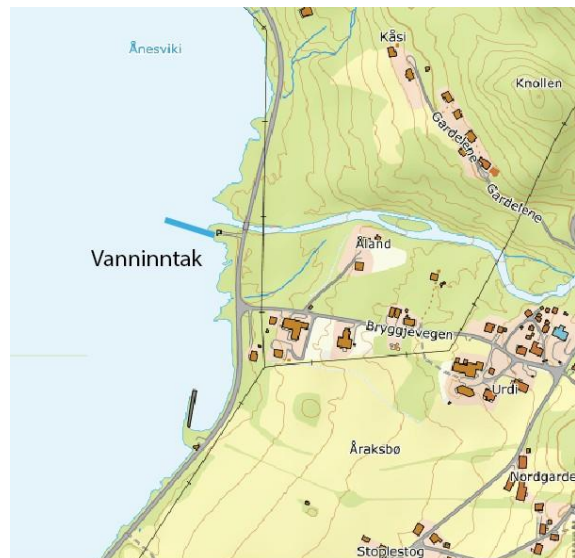 Ånesviki
Kåsi
Knollen
Gardelene
Gardelene
Vanninntak
Åland
Bryggjevegen
Urdi
Åraksbø
Nordgarde
Stoplestog